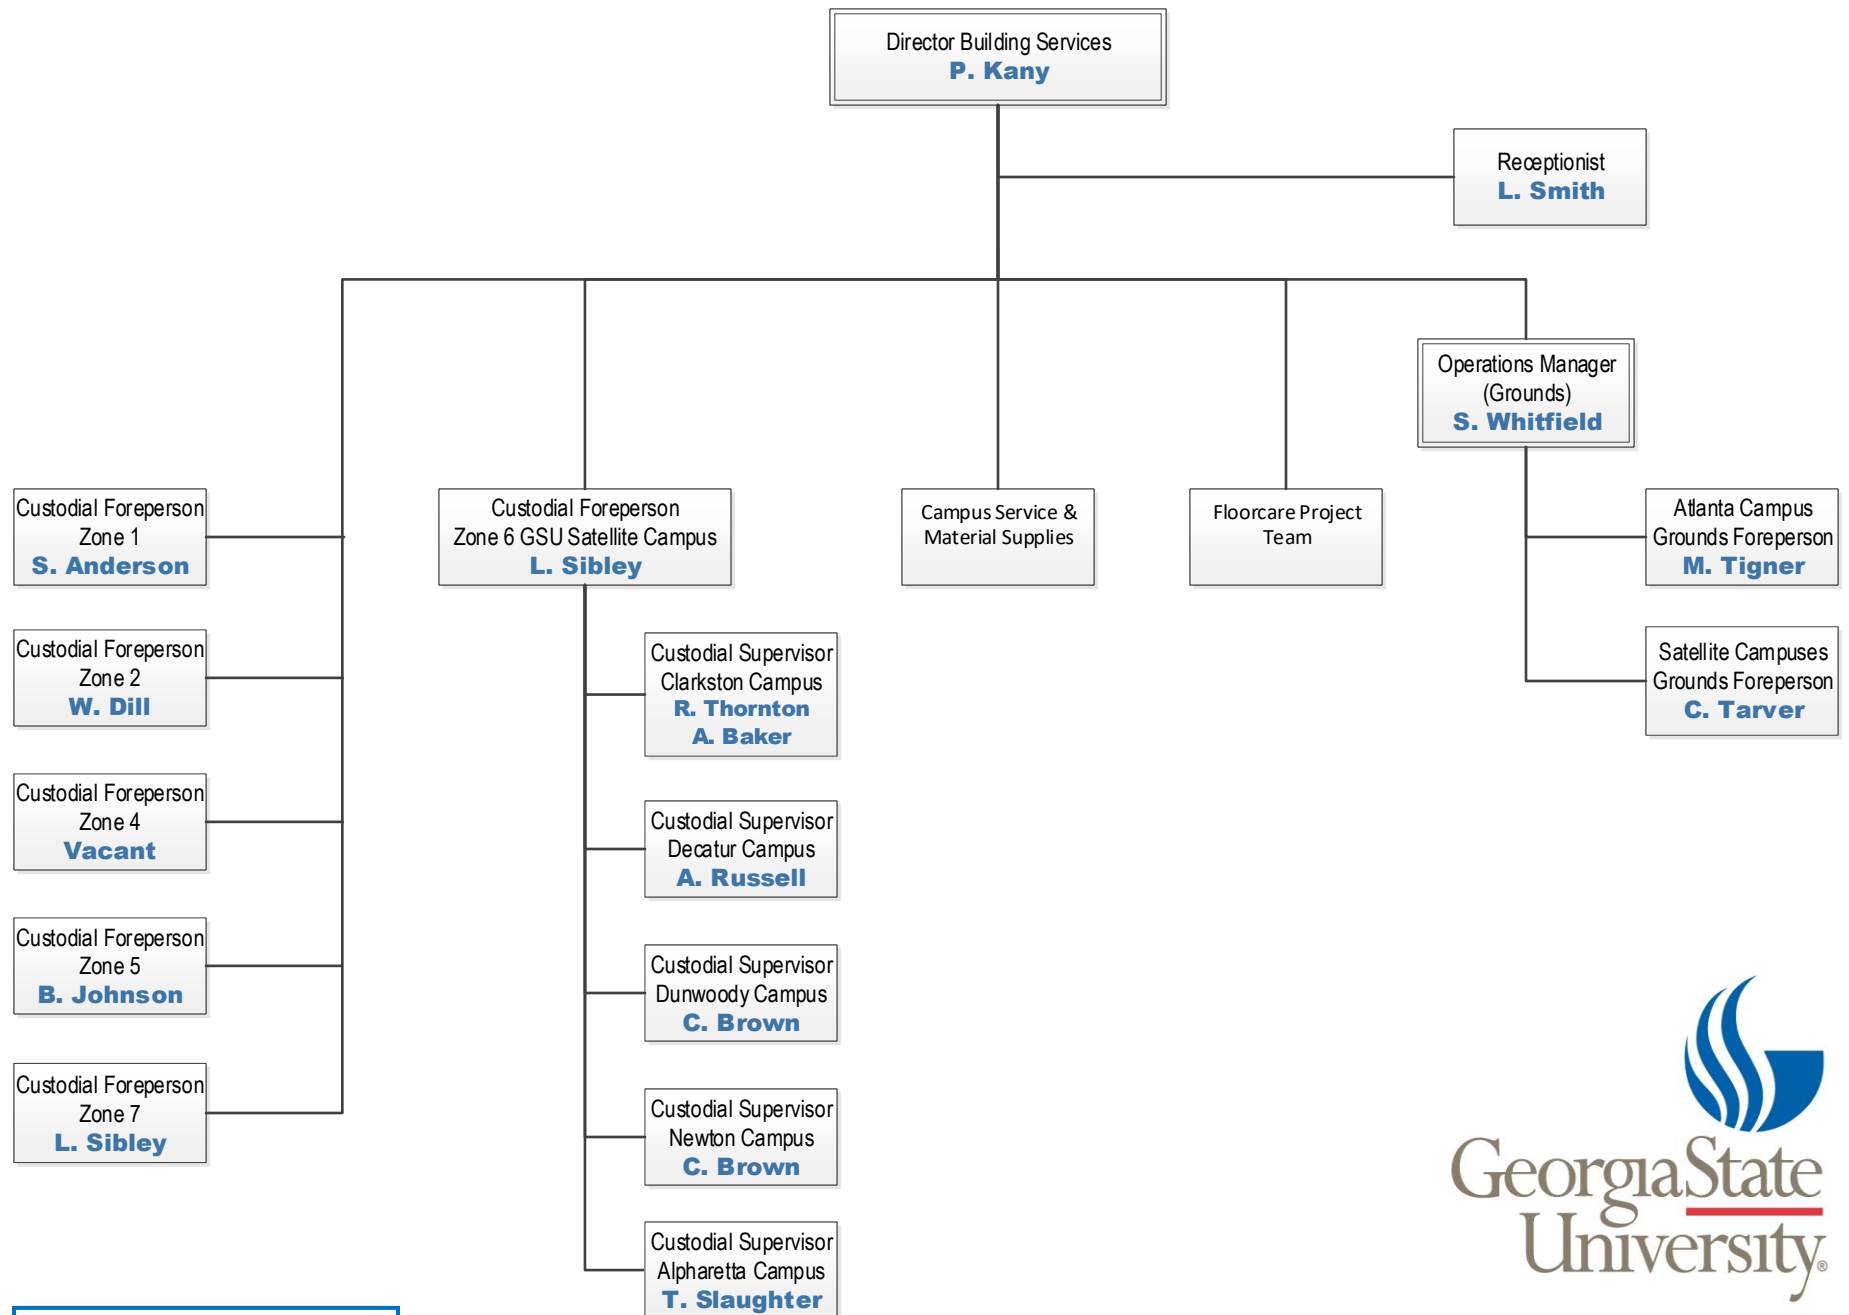 Director Building Services
P. Kany
Receptionist
L. Smith
Operations Manager
(Grounds)
S. Whitfield
Custodial Foreperson
Zone 1
S. Anderson
Custodial Foreperson
Zone 6 GSU Satellite Campus
L. Sibley
Campus Service &
Material Supplies
Floorcare Project
Team
Atlanta Campus
Grounds Foreperson
M. Tigner
Custodial Foreperson
Zone 2
W. Dill
Custodial Supervisor
Clarkston Campus
R. Thornton
A. Baker
Satellite Campuses
Grounds Foreperson
C. Tarver
Custodial Foreperson
Zone 4
Vacant
Custodial Supervisor
Decatur Campus
A. Russell
Custodial Foreperson
Zone 5
B. Johnson
Custodial Supervisor
Dunwoody Campus
C. Brown
Custodial Foreperson
Zone 7
L. Sibley
Custodial Supervisor
Newton Campus
C. Brown
Custodial Supervisor
Alpharetta Campus
T. Slaughter
GeorgiaState
University®